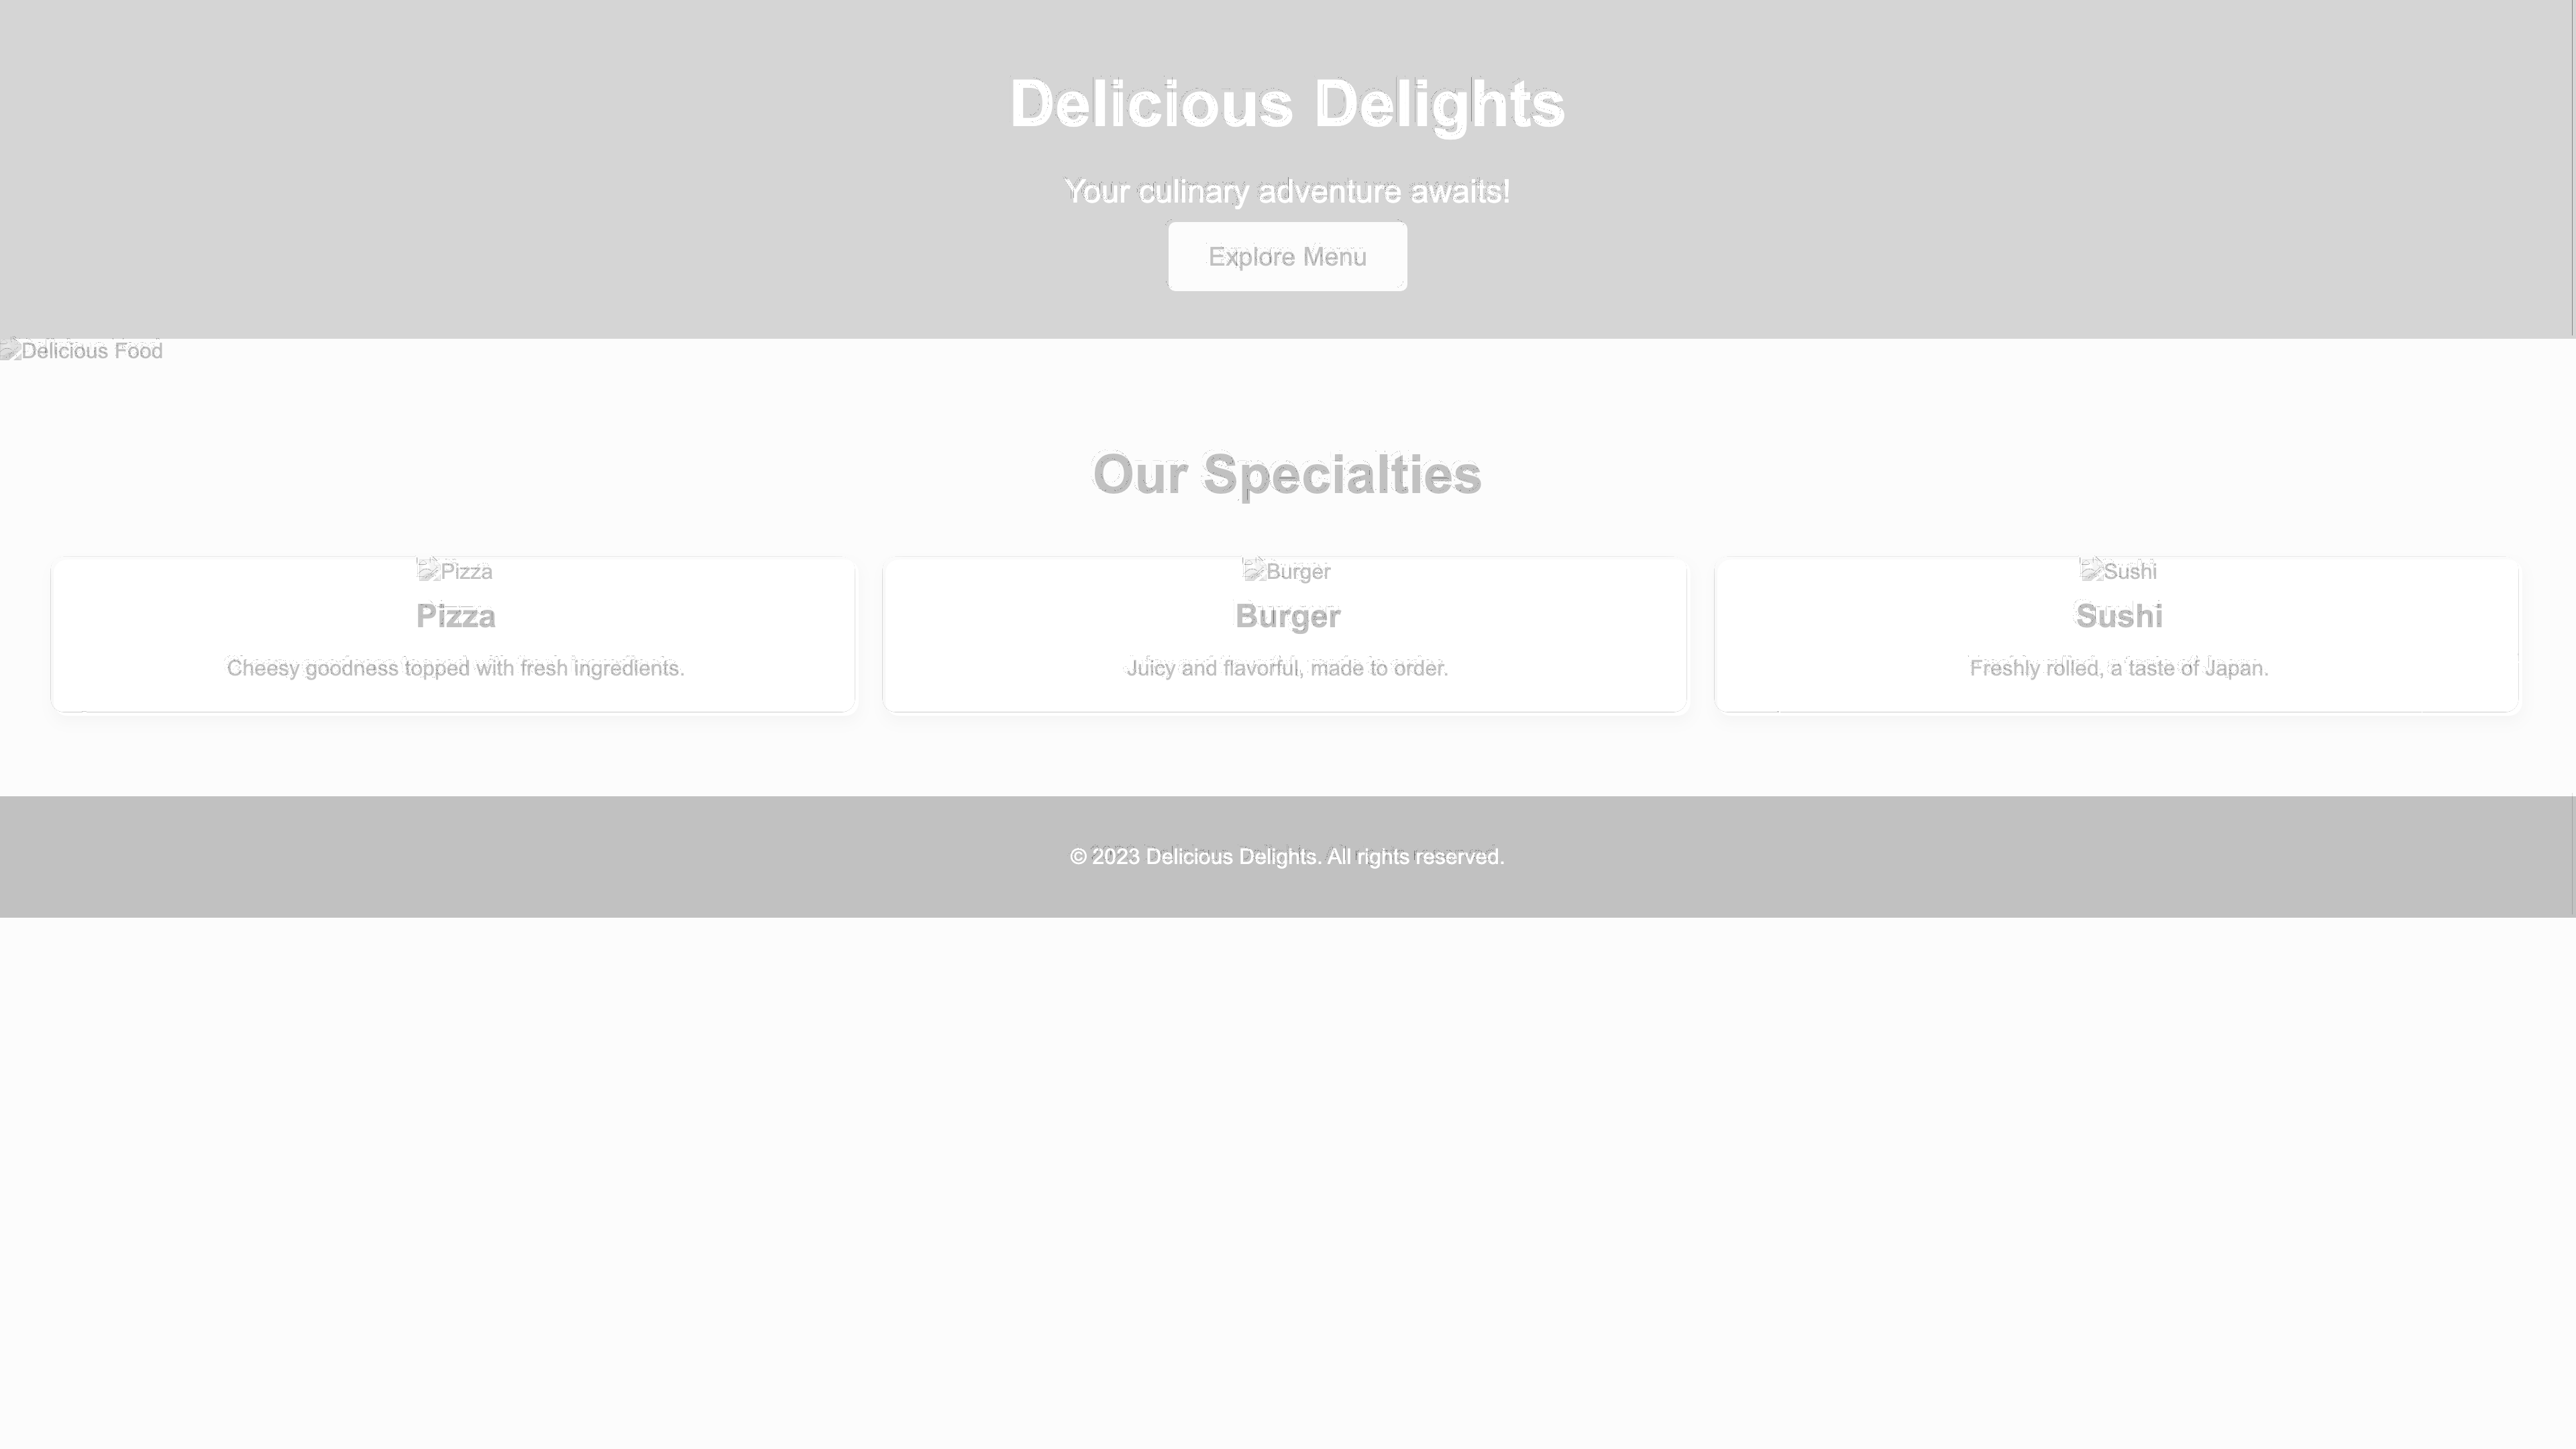 Delicious Delights
Your culinary adventure awaits!
Explore Menu
Delicious Food
Our Specialties
Pizza
Pizza
Cheesy goodness topped with fresh ingredients.
Burger
Burger
Juicy and flavorful, made to order.
Sushi
Sushi
Freshly rolled, a taste of Japan.
© 2023 Delicious Delights. All rights reserved.